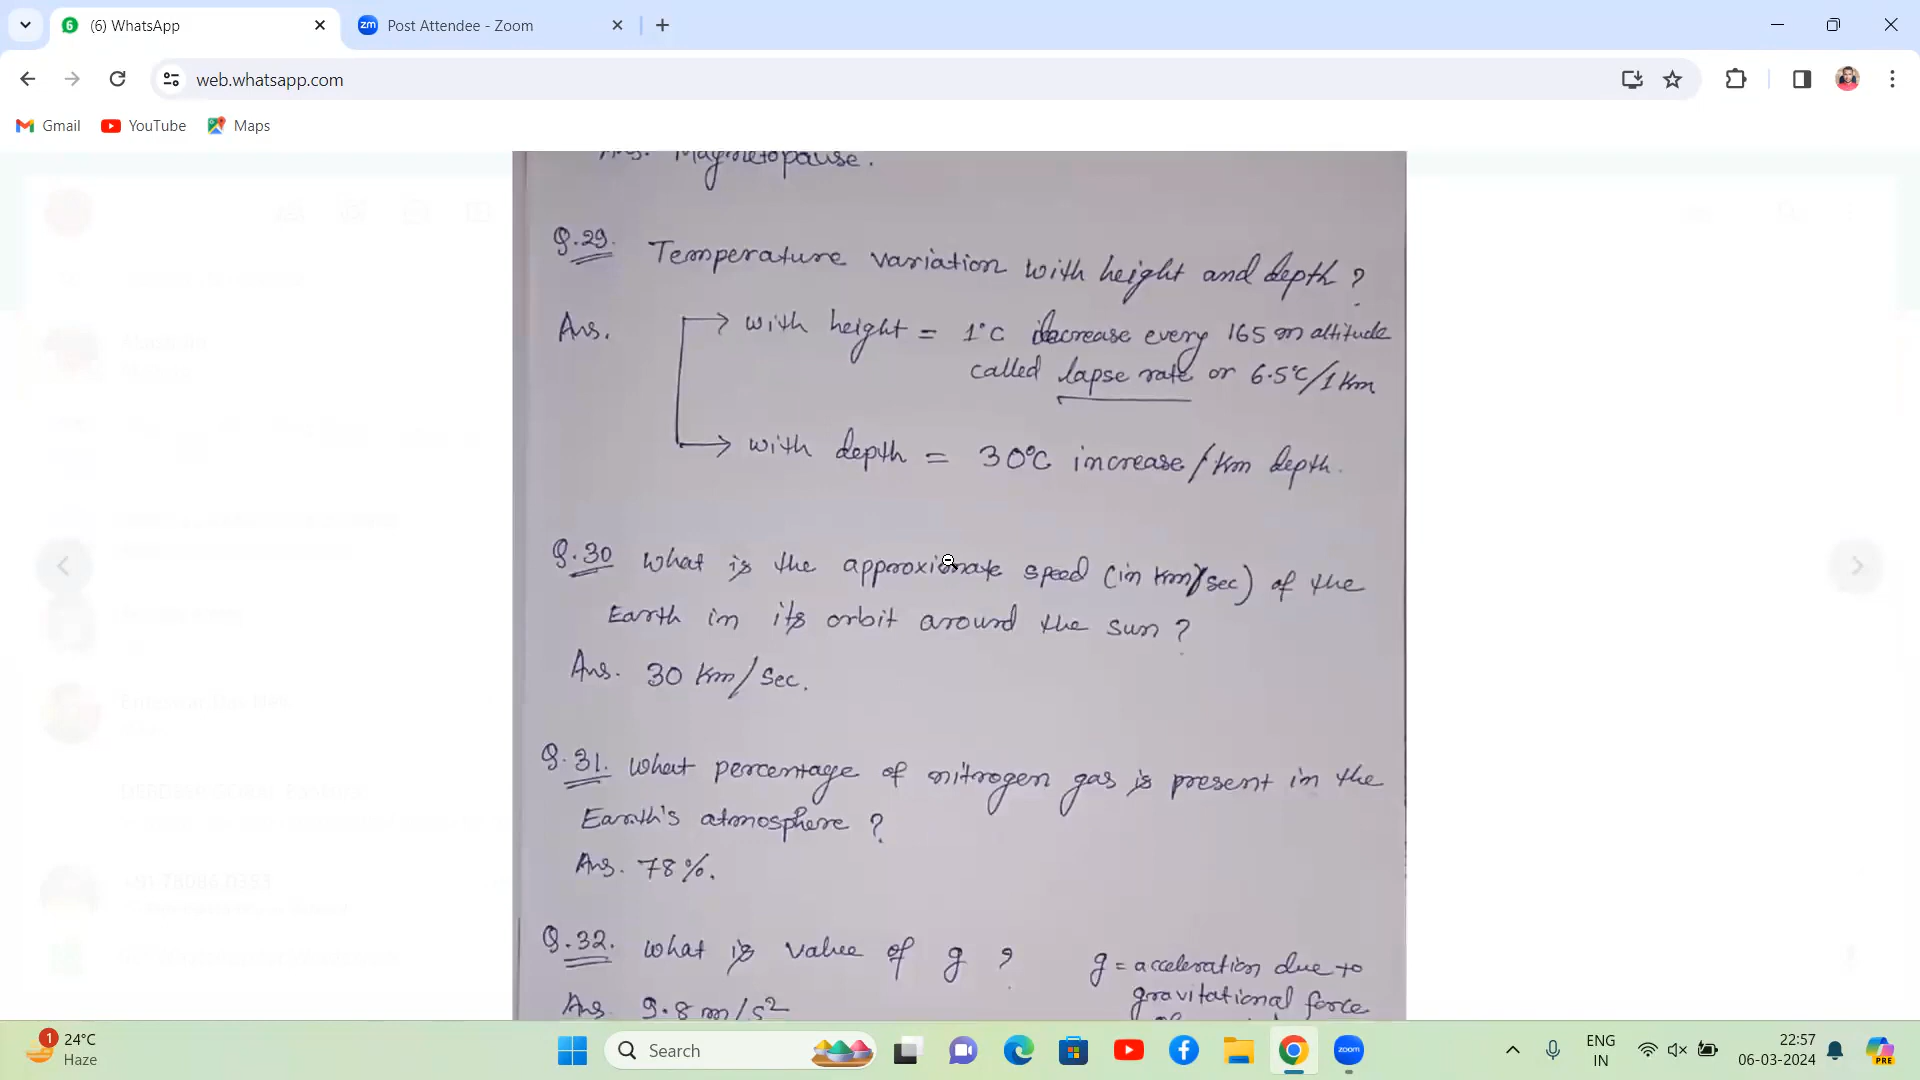 (6) WhatsApp
Post Attendee - Zoom
web.whatsapp.com
Gmail
YouTube
Maps
Ans. Magnetopause.
Q.29. Temperature variation with height and depth?
Ans. → with height = 1°C decrease every 165 m altitude
called lapse rate or 6.5°C/1 Km
→ with depth = 30°C increase/Km depth.
Q.30 What is the approximate speed (in Km/sec) of the
Earth in its orbit around the sun?
Ans. 30 Km/Sec.
Q.31. What percentage of nitrogen gas is present in the
Earth's atmosphere?
Ans. 78%.
Q.32. What is value of g ?
g = acceleration due to
gravitational force
Ans. 9.8 m/s²
1
24°C
Haze
Search
zoom
ENG
IN
22:57
06-03-2024
PRE